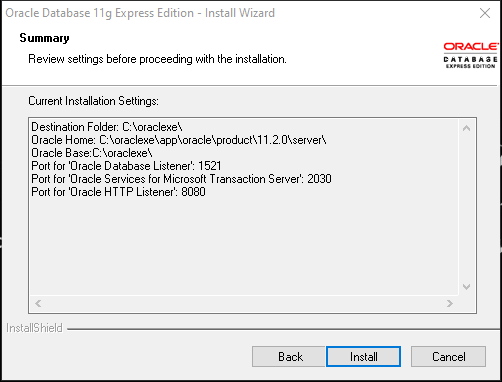 Oracle Database 11g Express Edition - Install Wizard
Summary
Review settings before proceeding with the installation.
ORACLE
DATABASE
EXPRESS EDITION
Current Installation Settings:
Destination Folder: C:\oraclexe\
Oracle Home: C:\oraclexe\app\oracle\product\11.2.0\server\
Oracle Base:C:\oraclexe\
Port for 'Oracle Database Listener': 1521
Port for 'Oracle Services for Microsoft Transaction Server': 2030
Port for 'Oracle HTTP Listener': 8080
InstallShield
Back Install Cancel